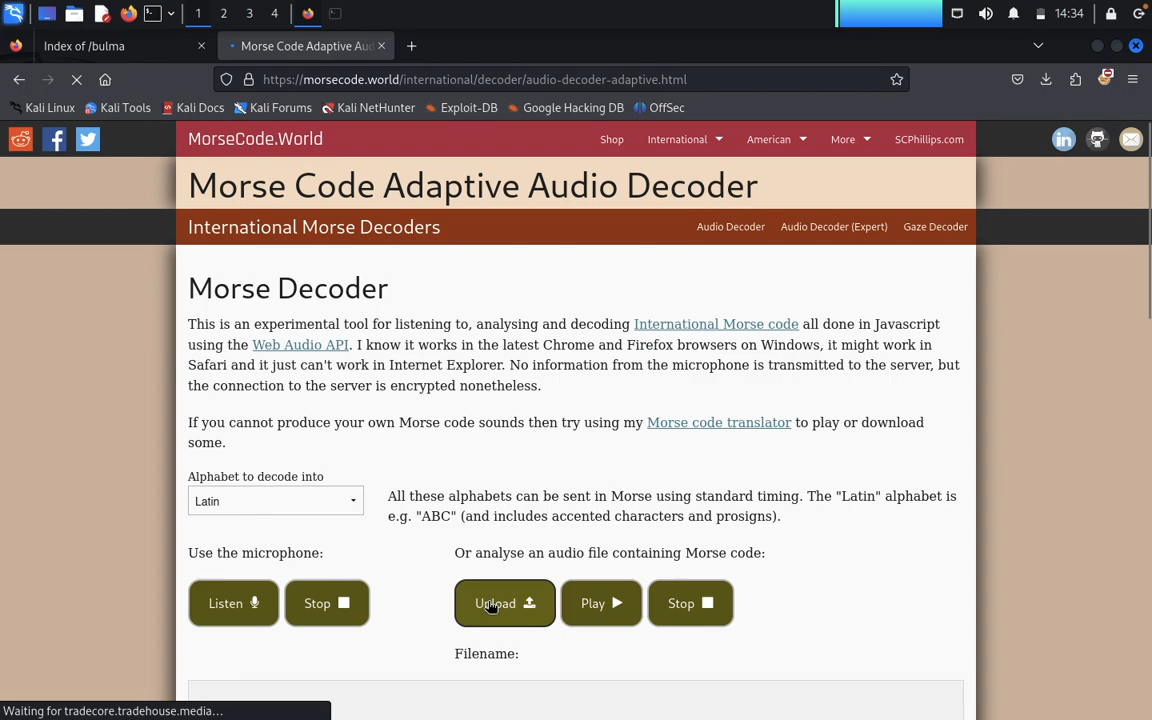 1 2 3 4 14:34
Index of /bulma Morse Code Adaptive Aud
https://morsecode.world/international/decoder/audio-decoder-adaptive.html
Kali Linux Kali Tools Kali Docs Kali Forums Kali NetHunter Exploit-DB Google Hacking DB OffSec
MorseCode.World Shop International American More SCPhillips.com
Morse Code Adaptive Audio Decoder
International Morse Decoders Audio Decoder Audio Decoder (Expert) Gaze Decoder
Morse Decoder
This is an experimental tool for listening to, analysing and decoding International Morse code all done in Javascript
using the Web Audio API. I know it works in the latest Chrome and Firefox browsers on Windows, it might work in
Safari and it just can't work in Internet Explorer. No information from the microphone is transmitted to the server, but
the connection to the server is encrypted nonetheless.
If you cannot produce your own Morse code sounds then try using my Morse code translator to play or download
some.
Alphabet to decode into
Latin
All these alphabets can be sent in Morse using standard timing. The "Latin" alphabet is
e.g. "ABC" (and includes accented characters and prosigns).
Use the microphone: Or analyse an audio file containing Morse code:
Listen Stop Upload Play Stop
Filename:
Waiting for tradecore.tradehouse.media...